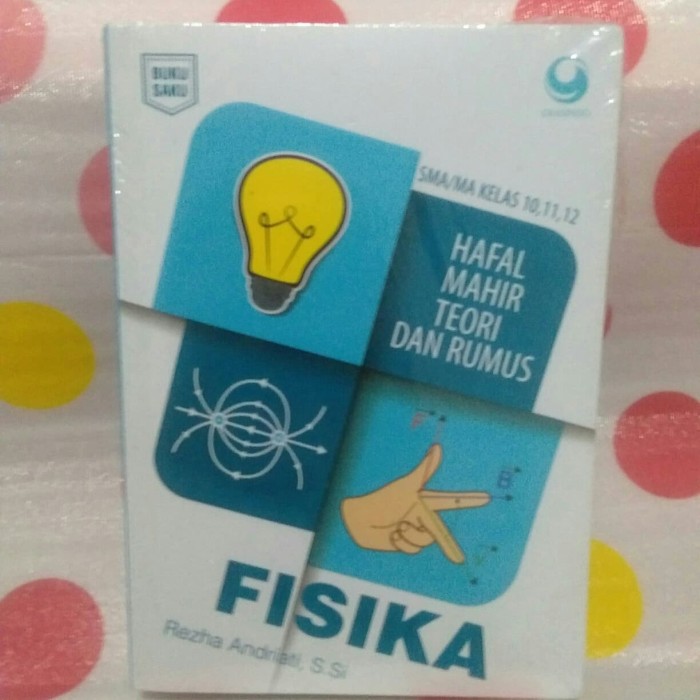 BUKU
SAKU
SMA/MA KELAS 10,11,12
HAFAL
MAHIR
TEORI
DAN RUMUS
F
B
FISIKA
Rezha Andriati, S.Si